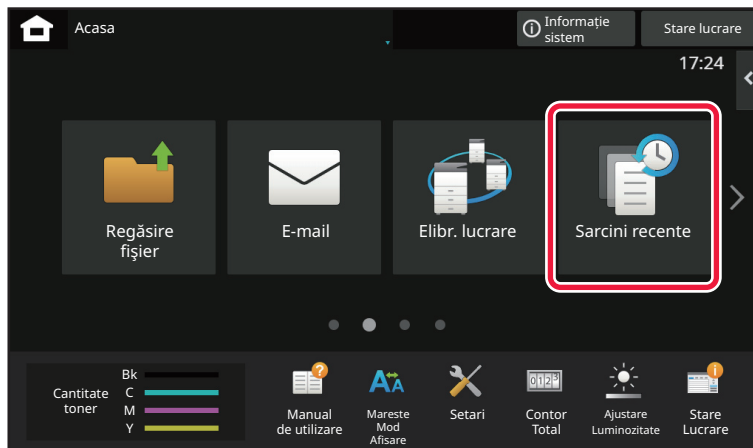 Acasa
Informație
sistem
Stare lucrare
17:24
Regăsire
fişier
E-mail
Elibr. lucrare
Sarcini recente
Cantitate
toner
Bk
C
M
Y
Manual
de utilizare
Mareste
Mod
Afisare
Setari
0123
Contor
Total
Ajustare
Luminozitate
Stare
Lucrare